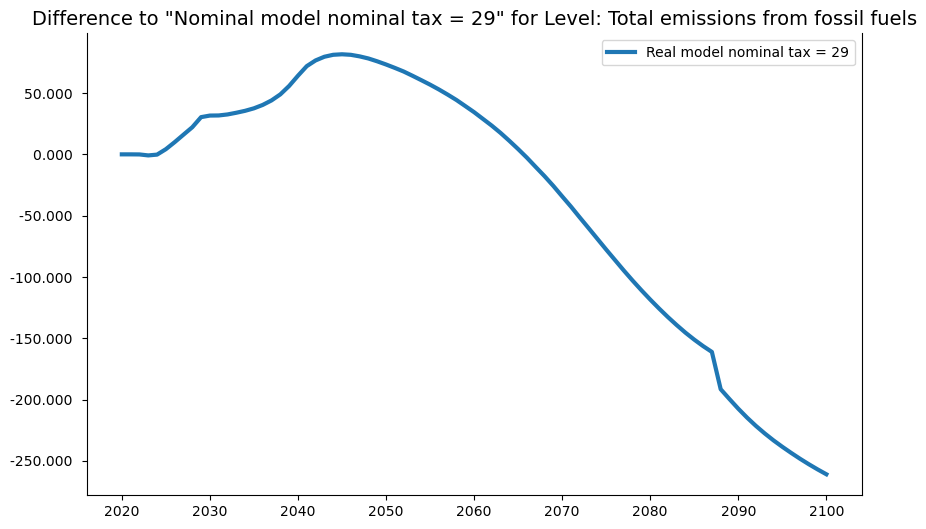 Difference to "Nominal model nominal tax = 29" for Level: Total emissions from fossil fuels
Real model nominal tax = 29
50.000
0.000
-50.000
-100.000
-150.000
-200.000
-250.000
2020 2030 2040 2050 2060 2070 2080 2090 2100